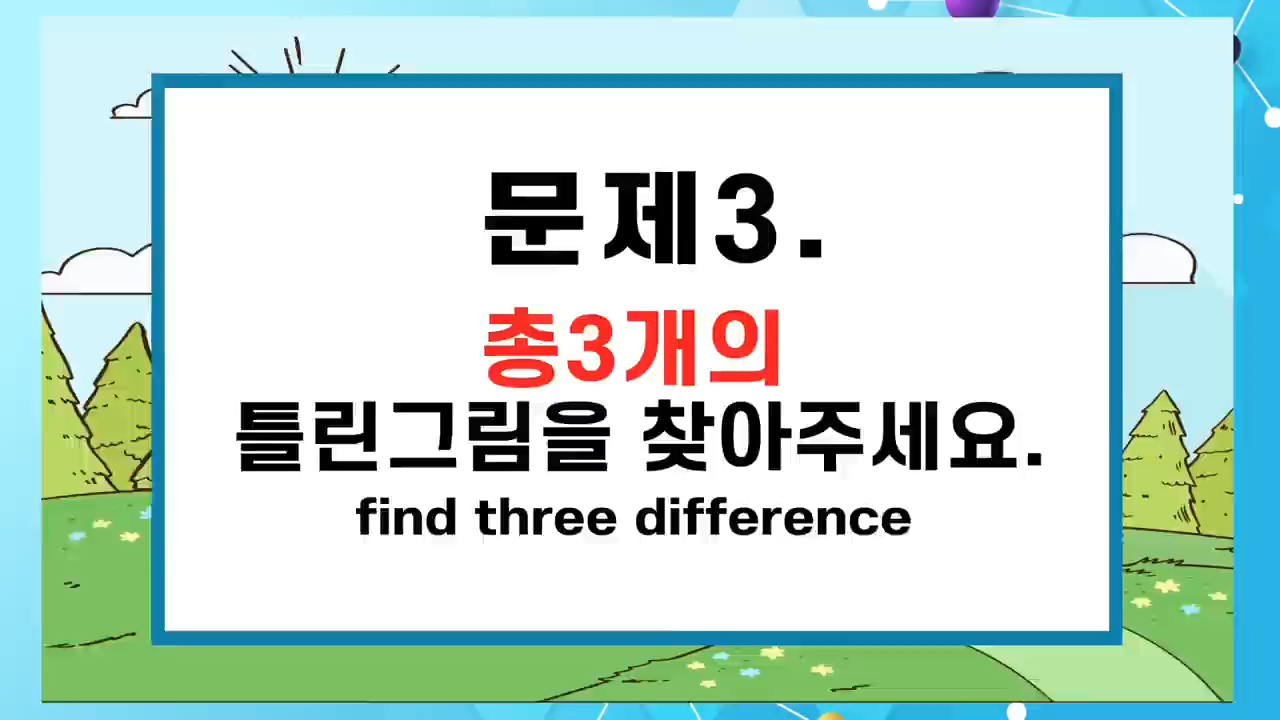 문제3.
총3개의
틀린그림을 찾아주세요.
find three difference